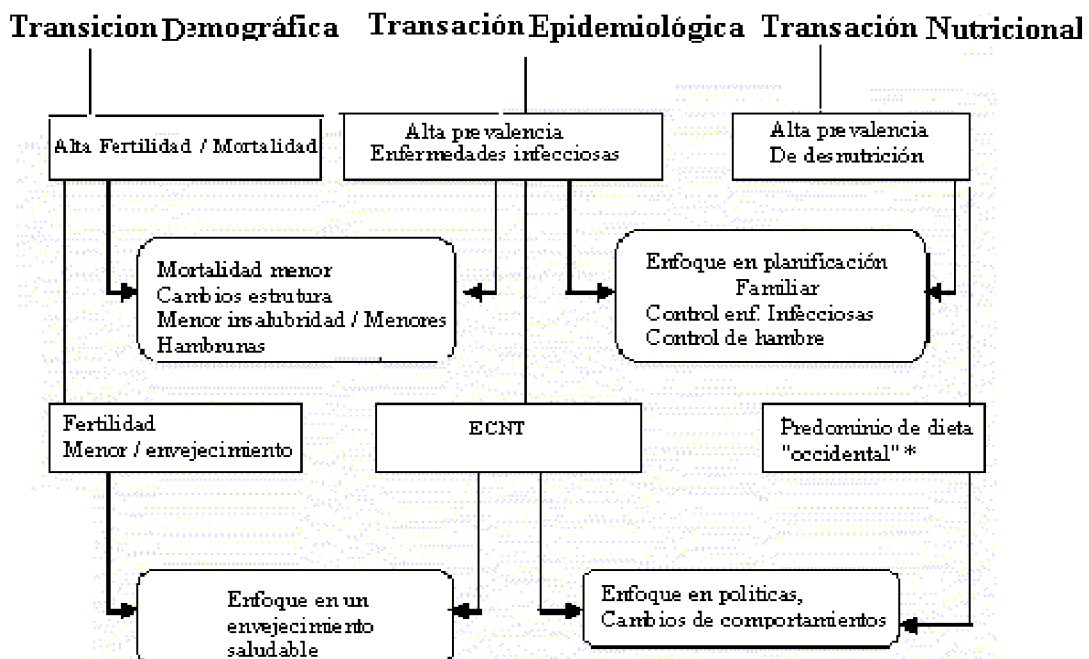 Transicion Demográfica
Transación Epidemiológica
Transación Nutricional
Alta Fertilidad / Mortalidad
Alta prevalencia
Enfermedades infecciosas
Alta prevalencia
De desnutrición
Mortalidad menor
Cambios estrutura
Menor insalubridad / Menores
Hambrunas
Enfoque en planificación
Familiar
Control enf. Infecciosas
Control de hambre
Fertilidad
Menor / envejecimiento
ECNT
Predominio de dieta
"occidental" *
Enfoque en un
envejecimiento
saludable
Enfoque en politicas,
Cambios de comportamientos